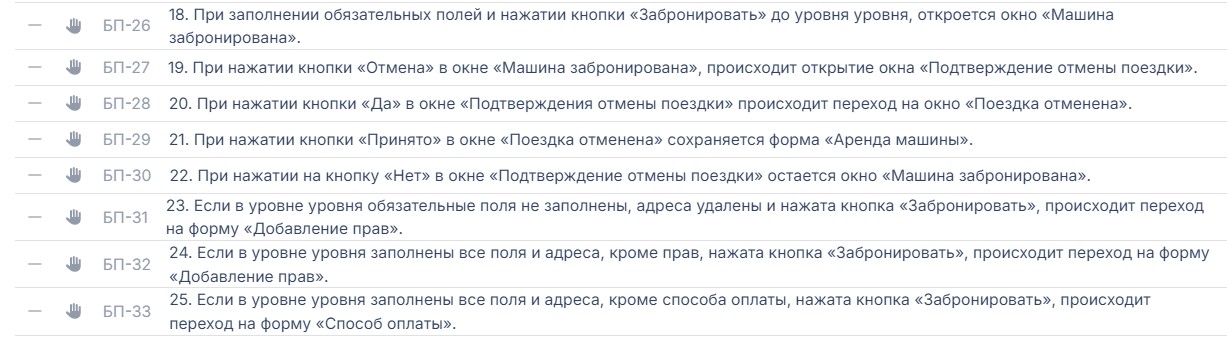 БП-26 18. При заполнении обязательных полей и нажатии кнопки «Забронировать» до уровня уровня, откроется окно «Машина
забронирована».
БП-27 19. При нажатии кнопки «Отмена» в окне «Машина забронирована», происходит открытие окна «Подтверждение отмены поездки».
БП-28 20. При нажатии кнопки «Да» в окне «Подтверждения отмены поездки» происходит переход на окно «Поездка отменена».
БП-29 21. При нажатии кнопки «Принято» в окне «Поездка отменена» сохраняется форма «Аренда машины».
БП-30 22. При нажатии на кнопку «Нет» в окне «Подтверждение отмены поездки» остается окно «Машина забронирована».
БП-31 23. Если в уровне уровня обязательные поля не заполнены, адреса удалены и нажата кнопка «Забронировать», происходит переход
на форму «Добавление прав».
БП-32 24. Если в уровне уровня заполнены все поля и адреса, кроме прав, нажата кнопка «Забронировать», происходит переход на форму
«Добавление прав».
БП-33 25. Если в уровне уровня заполнены все поля и адреса, кроме способа оплаты, нажата кнопка «Забронировать», происходит
переход на форму «Способ оплаты».